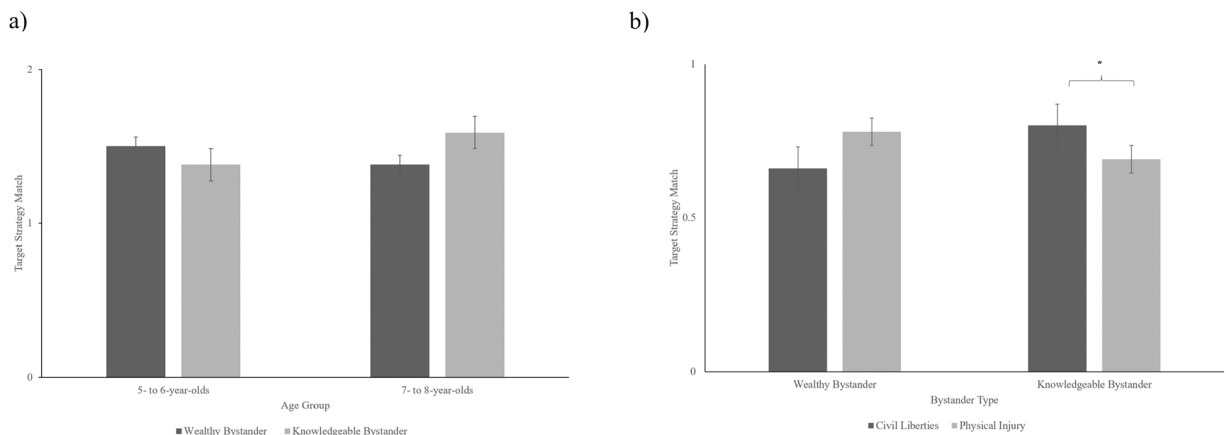 a)
2
1
0
Target Strategy Match
5- to 6-year-olds
7- to 8-year-olds
Age Group
Wealthy Bystander
Knowledgeable Bystander
b)
1
0.5
0
Target Strategy Match
*
Wealthy Bystander
Knowledgeable Bystander
Bystander Type
Civil Liberties
Physical Injury